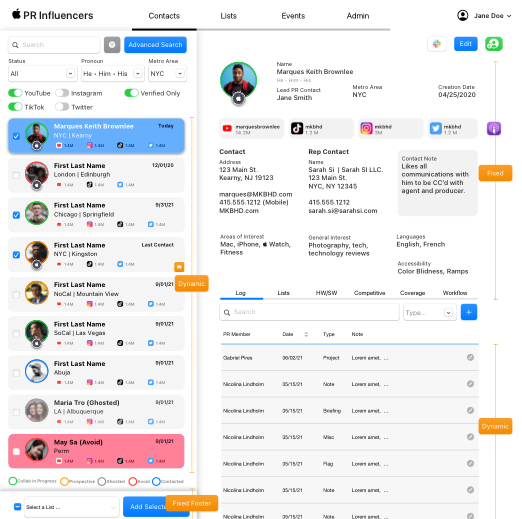 PR Influencers
Contacts
Lists
Events
Admin
Jane Doe
Search
Advanced Search
Status
Pronoun
Metro Area
All
He • Him • His
NYC
YouTube
Instagram
Verified Only
TikTok
Twitter
Marques Keith Brownlee
Today
NYC | Kearny
1.4M 1.4M 1.4M 1.4M
First Last Name
12/01/20
London | Edinburgh
1.4M 1.4M 1.4M 1.4M
First Last Name
9/31/21
Chicago | Springfield
1.4M 1.4M 1.4M 1.4M
First Last Name
Last Contact
NYC | Kingston
1.4M 1.4M 1.4M 1.4M
First Last Name
9/01/21
NoCal | Mountain View
1.4M 1.4M 1.4M 1.4M
First Last Name
9/01/21
SoCal | Las Vegas
1.4M 1.4M 1.4M 1.4M
First Last Name
9/01/21
Abuja
1.4M 1.4M 1.4M 1.4M
Maria Tro (Ghosted)
9/01/21
LA | Albuquerque
1.4M 1.4M 1.4M 1.4M
May Sa (Avoid)
9/01/21
Perm
1.4M 1.4M 1.4M 1.4M
Collab in Progress
Prospective
Ghosted
Avoid
Contacted
Select a List ...
Add Selecte
Fixed Footer
Dynamic
Edit
Name
Marques Keith Brownlee
He • Him • His
Lead PR Contact
Jane Smith
Metro Area
NYC
Creation Date
04/25/2020
marquesbrownlee
14.2M
mkbhd
1.2 M
mkbhd
3M
mkbhd
1.2 M
Contact
Address
123 Main St.
Kearny, NJ 19123
marques@MKBHD.com
415.555.1212 (Mobile)
MKBHD.com
Rep Contact
Name
Sarah Si | Sarah SI LLC.
123 Main St.
NYC, NY 12345
415.555.1212
sarah.si@sarahsi.com
Contact Note
Likes all
communications with
him to be CC'd with
agent and producer.
Fixed
Areas of Interest
Mac, iPhone, Watch,
Fitness
General Interest
Photography, tech,
technology reviews
Languages
English, French
Accessibility
Color Blidness, Ramps
Log
Lists
HW/SW
Competitive
Coverage
Workflow
Search
Type...
+
PR Member
Date
Type
Note
Gabriel Pires 06/02/21 Project Lorem amet, ...
Nicolina Lindholm 05/15/21 Note Lorem amet, ...
Nicolina Lindholm 05/15/21 Briefing Lorem amet, ...
Nicolina Lindholm 05/15/21 Misc Lorem amet, ...
Nicolina Lindholm 05/15/21 Flag Lorem amet, ...
Nicolina Lindholm 05/15/21 Note Lorem amet, ...
Nicolina Lindholm 05/15/21 Note Lorem amet, ...
Dynamic